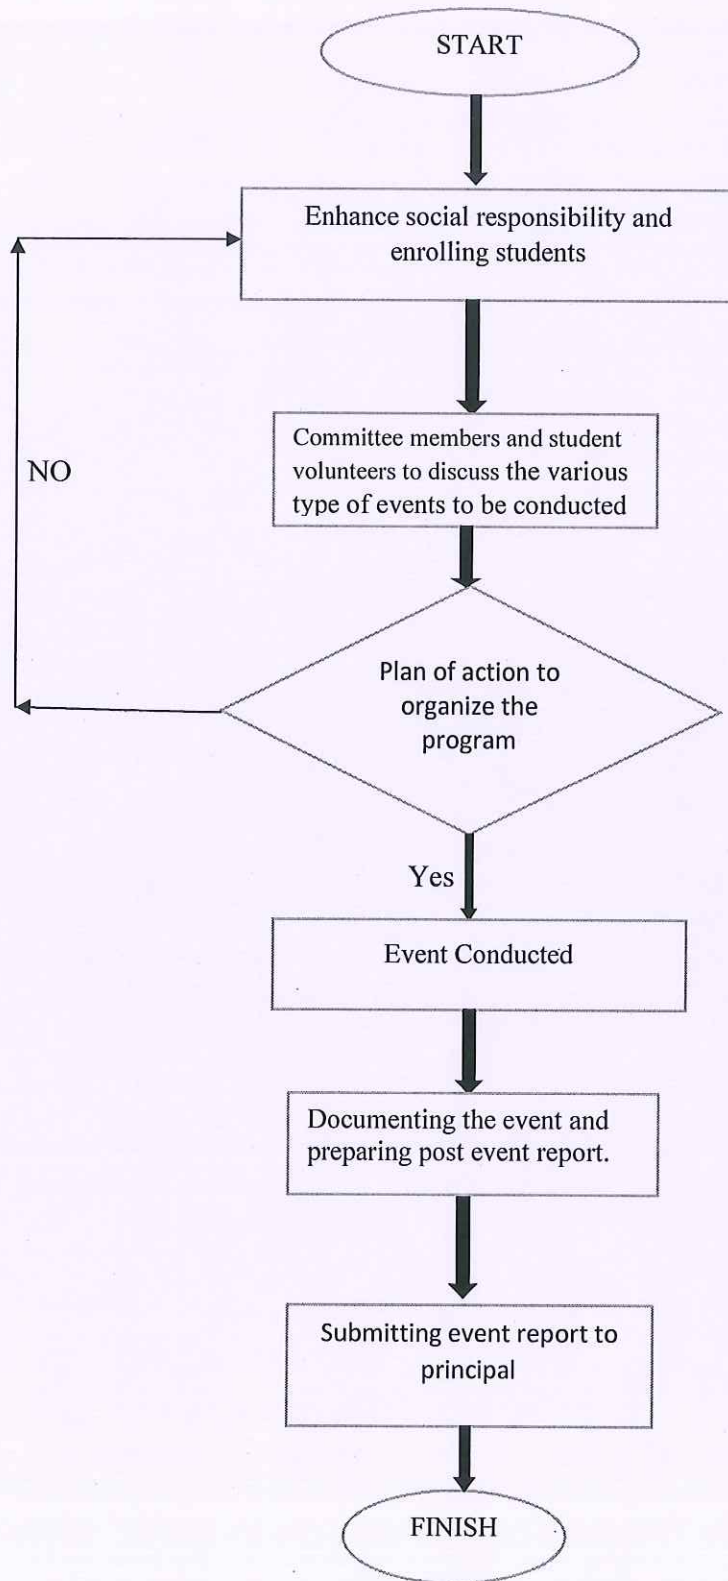 START
Enhance social responsibility and
enrolling students
Committee members and student
volunteers to discuss the various
type of events to be conducted
NO
Plan of action to
organize the
program
Yes
Event Conducted
Documenting the event and
preparing post event report.
Submitting event report to
principal
FINISH